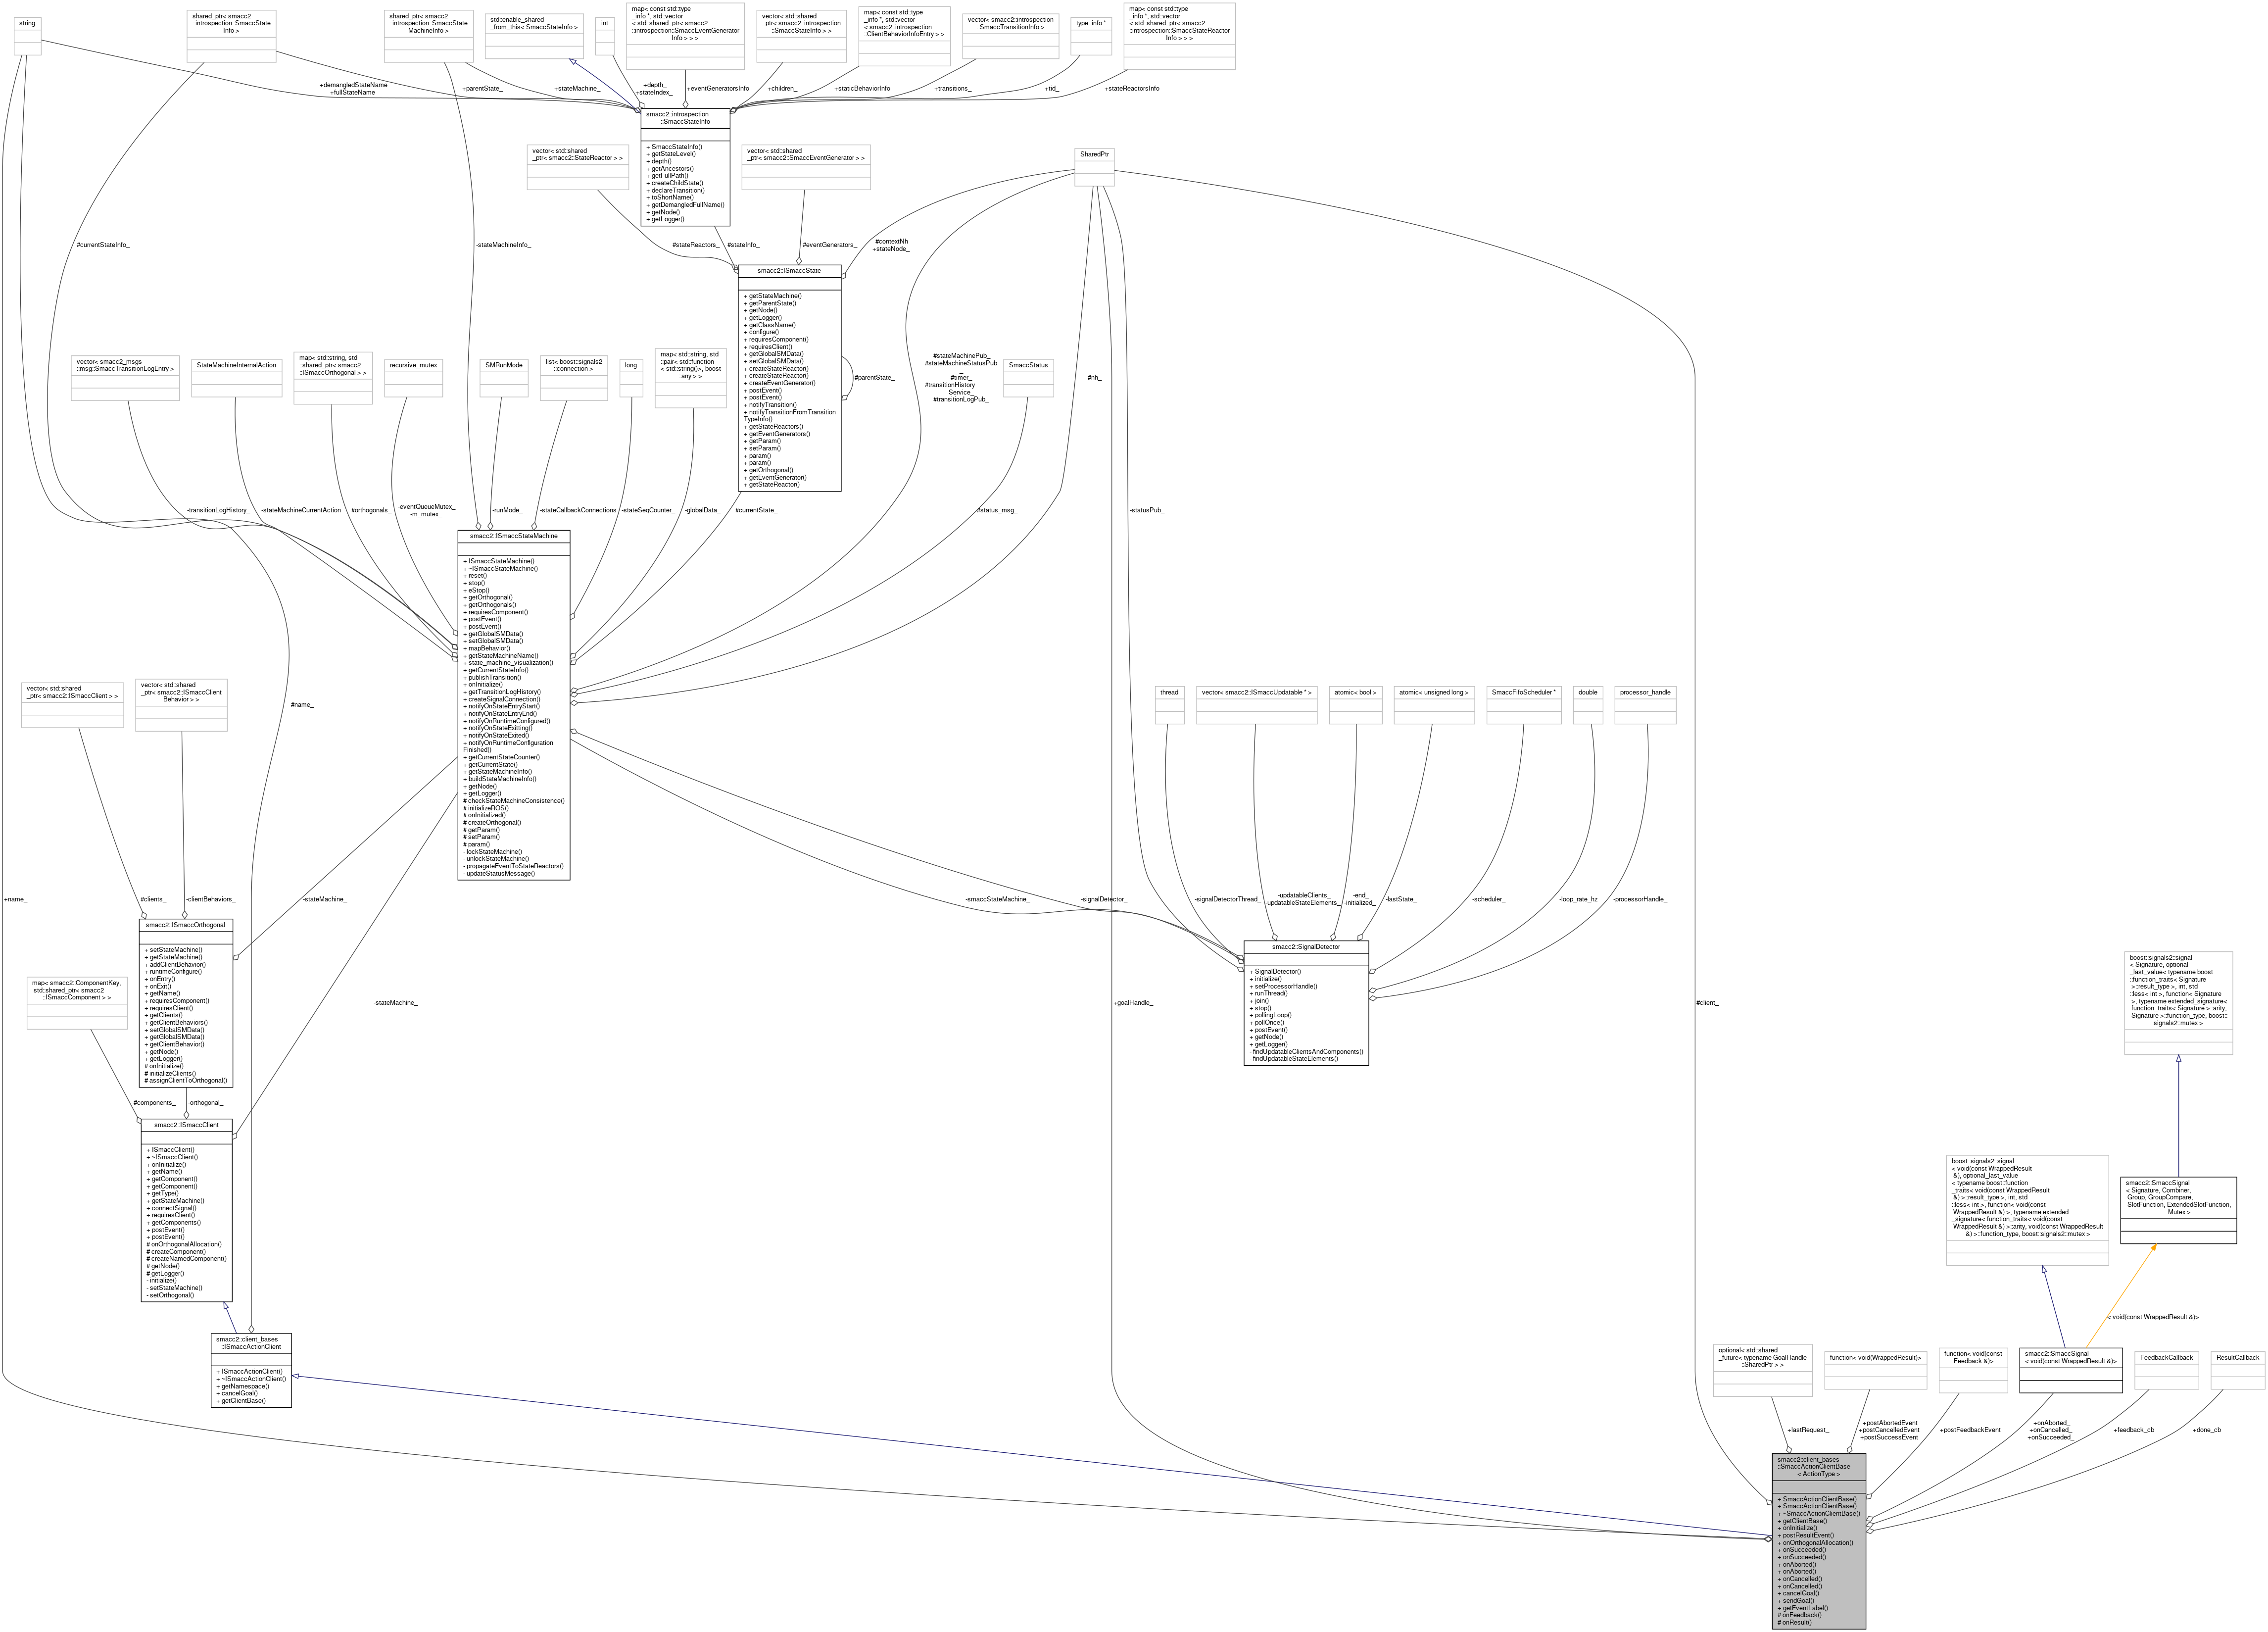 string
shared_ptr< smacc2
::introspection::SmaccState
Info >
shared_ptr< smacc2
::introspection::SmaccState
MachineInfo >
std::enable_shared
_from_this< SmaccStateInfo >
int
map< const std::type
_info *, std::vector
< std::shared_ptr< smacc2
::introspection::SmaccEventGenerator
Info > > >
vector< std::shared
_ptr< smacc2::introspection
::SmaccStateInfo > >
map< const std::type
_info *, std::vector
< smacc2::introspection
::ClientBehaviorInfoEntry > >
vector< smacc2::introspection
::SmaccTransitionInfo >
type_info *
map< const std::type
_info *, std::vector
< std::shared_ptr< smacc2
::introspection::SmaccStateReactor
Info > > >
+demangledStateName
+fullStateName
+parentState_
+stateMachine_
+depth_
+stateIndex_
+eventGeneratorsInfo
+children_
+staticBehaviorInfo
+transitions_
+tid_
+stateReactorsInfo
smacc2::introspection
::SmaccStateInfo
+ SmaccStateInfo()
+ getStateLevel()
+ depth()
+ getAncestors()
+ getFullPath()
+ createChildState()
+ declareTransition()
+ toShortName()
+ getDemangledFullName()
+ getNode()
+ getLogger()
vector< std::shared
_ptr< smacc2::StateReactor > >
vector< std::shared
_ptr< smacc2::SmaccEventGenerator > >
SharedPtr
#currentStateInfo_
-stateMachineInfo_
#stateReactors_
#stateInfo_
#eventGenerators_
#contextNh
+stateNode_
smacc2::ISmaccState
+ getStateMachine()
+ getParentState()
+ getNode()
+ getLogger()
+ getClassName()
+ configure()
+ requiresComponent()
+ requiresClient()
+ getGlobalSMData()
+ setGlobalSMData()
+ createStateReactor()
+ createStateReactor()
+ createEventGenerator()
+ postEvent()
+ postEvent()
+ notifyTransition()
+ notifyTransitionFromTransition
TypeInfo()
+ getStateReactors()
+ getEventGenerators()
+ getParam()
+ setParam()
+ param()
+ param()
+ getOrthogonal()
+ getEventGenerator()
+ getStateReactor()
#parentState_
vector< smacc2_msgs
::msg::SmaccTransitionLogEntry >
StateMachineInternalAction
map< std::string, std
::shared_ptr< smacc2
::ISmaccOrthogonal > >
recursive_mutex
SMRunMode
list< boost::signals2
::connection >
long
map< std::string, std
::pair< std::function
< std::string()>, boost
::any > >
#stateMachinePub_
#stateMachineStatusPub
_
#timer_
#transitionHistory
Service_
#transitionLogPub_
SmaccStatus
#nh_
-transitionLogHistory_
-stateMachineCurrentAction
#orthogonals_
-eventQueueMutex_
-m_mutex_
-runMode_
-stateCallbackConnections
-stateSeqCounter_
-globalData_
#currentState_
#status_msg_
-statusPub_
smacc2::ISmaccStateMachine
+ ISmaccStateMachine()
+ ~ISmaccStateMachine()
+ reset()
+ stop()
+ eStop()
+ getOrthogonal()
+ getOrthogonals()
+ requiresComponent()
+ postEvent()
+ postEvent()
+ getGlobalSMData()
+ setGlobalSMData()
+ mapBehavior()
+ getStateMachineName()
+ state_machine_visualization()
+ getCurrentStateInfo()
+ publishTransition()
+ onInitialize()
+ getTransitionLogHistory()
+ createSignalConnection()
+ notifyOnStateEntryStart()
+ notifyOnStateEntryEnd()
+ notifyOnRuntimeConfigured()
+ notifyOnStateExitting()
+ notifyOnStateExited()
+ notifyOnRuntimeConfiguration
Finished()
+ getCurrentStateCounter()
+ getCurrentState()
+ getStateMachineInfo()
+ buildStateMachineInfo()
+ getNode()
+ getLogger()
# checkStateMachineConsistence()
# initializeROS()
# onInitialized()
# createOrthogonal()
# getParam()
# setParam()
# param()
- lockStateMachine()
- unlockStateMachine()
- propagateEventToStateReactors()
- updateStatusMessage()
vector< std::shared
_ptr< smacc2::ISmaccClient > >
vector< std::shared
_ptr< smacc2::ISmaccClient
Behavior > >
#name_
thread
vector< smacc2::ISmaccUpdatable * >
atomic< bool >
atomic< unsigned long >
SmaccFifoScheduler *
double
processor_handle
+name_
#clients_
-clientBehaviors_
-stateMachine_
-smaccStateMachine_
-signalDetector_
-signalDetectorThread_
-updatableClients_
-updatableStateElements_
-end_
-initialized_
-lastState_
-scheduler_
-loop_rate_hz
-processorHandle_
smacc2::ISmaccOrthogonal
+ setStateMachine()
+ getStateMachine()
+ addClientBehavior()
+ runtimeConfigure()
+ onEntry()
+ onExit()
+ getName()
+ requiresComponent()
+ requiresClient()
+ getClients()
+ getClientBehaviors()
+ setGlobalSMData()
+ getGlobalSMData()
+ getClientBehavior()
+ getNode()
+ getLogger()
# onInitialize()
# initializeClients()
# assignClientToOrthogonal()
smacc2::SignalDetector
+ SignalDetector()
+ initialize()
+ setProcessorHandle()
+ runThread()
+ join()
+ stop()
+ pollingLoop()
+ pollOnce()
+ postEvent()
+ getNode()
+ getLogger()
- findUpdatableClientsAndComponents()
- findUpdatableStateElements()
map< smacc2::ComponentKey,
std::shared_ptr< smacc2
::ISmaccComponent > >
-stateMachine_
+goalHandle_
#client_
boost::signals2::signal
< Signature, optional
_last_value< typename boost
::function_traits< Signature
>::result_type >, int, std
::less< int >, function< Signature
>, typename extended_signature<
function_traits< Signature >::arity,
Signature >::function_type, boost::
signals2::mutex >
#components_
-orthogonal_
smacc2::ISmaccClient
+ ISmaccClient()
+ ~ISmaccClient()
+ onInitialize()
+ getName()
+ getComponent()
+ getComponent()
+ getType()
+ getStateMachine()
+ connectSignal()
+ requiresClient()
+ getComponents()
+ postEvent()
+ postEvent()
# onOrthogonalAllocation()
# createComponent()
# createNamedComponent()
# getNode()
# getLogger()
- initialize()
- setStateMachine()
- setOrthogonal()
boost::signals2::signal
< void(const WrappedResult
&), optional_last_value
< typename boost::function
_traits< void(const WrappedResult
&) >::result_type >, int, std
::less< int >, function< void(const
WrappedResult &) >, typename extended
_signature< function_traits< void(const
WrappedResult &) >::arity, void(const WrappedResult
&) >::function_type, boost::signals2::mutex >
smacc2::SmaccSignal
< Signature, Combiner,
Group, GroupCompare,
SlotFunction, ExtendedSlotFunction,
Mutex >
< void(const WrappedResult &)>
smacc2::client_bases
::ISmaccActionClient
+ ISmaccActionClient()
+ ~ISmaccActionClient()
+ getNamespace()
+ cancelGoal()
+ getClientBase()
optional< std::shared
_future< typename GoalHandle
::SharedPtr > >
function< void(WrappedResult)>
function< void(const
Feedback &)>
smacc2::SmaccSignal
< void(const WrappedResult &)>
FeedbackCallback
ResultCallback
+lastRequest_
+postAbortedEvent
+postCancelledEvent
+postSuccessEvent
+postFeedbackEvent
+onAborted_
+onCancelled_
+onSucceeded_
+feedback_cb
+done_cb
smacc2::client_bases
::SmaccActionClientBase
< ActionType >
+ SmaccActionClientBase()
+ SmaccActionClientBase()
+ ~SmaccActionClientBase()
+ getClientBase()
+ onInitialize()
+ postResultEvent()
+ onOrthogonalAllocation()
+ onSucceeded()
+ onSucceeded()
+ onAborted()
+ onAborted()
+ onCancelled()
+ onCancelled()
+ cancelGoal()
+ sendGoal()
+ getEventLabel()
# onFeedback()
# onResult()